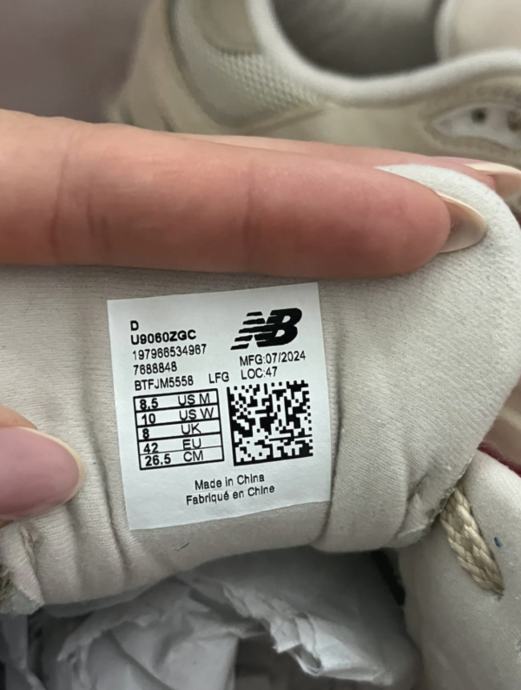 D
U9060ZGC
197966534967
7688848
BTFJM5558 LFG
NB
MFG:07/2024
LOC:47
8.5 US M
10 US W
8 UK
42 EU
26.5 CM
Made in China
Fabriqué en Chine